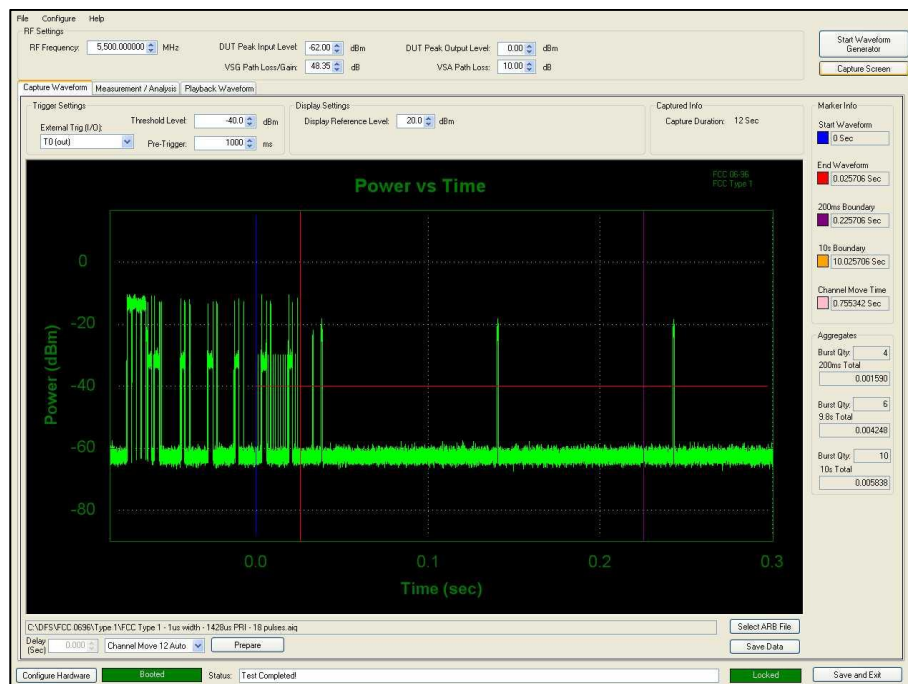 File Configure Help
RF Settings
RF Frequency: 5,500.000000 MHz DUT Peak Input Level: -62.00 dBm DUT Peak Output Level: 0.00 dBm
VSG Path Loss/Gain: 48.35 dB VSA Path Loss: 10.00 dB
Start Waveform Generator
Capture Screen
Capture Waveform Measurement / Analysis Playback Waveform
Trigger Settings
External Trig (I/O): Threshold Level: -40.0 dBm
T0 (out) Pre-Trigger: 1000 ms
Display Settings
Display Reference Level: 20.0 dBm
Captured Info
Capture Duration: 12 Sec
Marker Info
Start Waveform
0 Sec
End Waveform
0.025706 Sec
200ms Boundary
0.225706 Sec
10s Boundary
10.025706 Sec
Channel Move Time
0.755342 Sec
Aggregates
Burst Qty: 4
200ms Total
0.001590
Burst Qty: 6
9.8s Total
0.004248
Burst Qty: 10
10s Total
0.005838
Power vs Time
FCC 06-96
FCC Type 1
Power (dBm)
0
-20
-40
-60
-80
0.0 0.1 0.2 0.3
Time (sec)
C:\DFS\FCC 0696\Type 1\FCC Type 1 - 1us width - 1428us PRI - 18 pulses.aiq
Select ARB File
Delay (Sec) 0.000 Channel Move 12 Auto Prepare
Save Data
Configure Hardware Booted Status: Test Completed! Locked Save and Exit